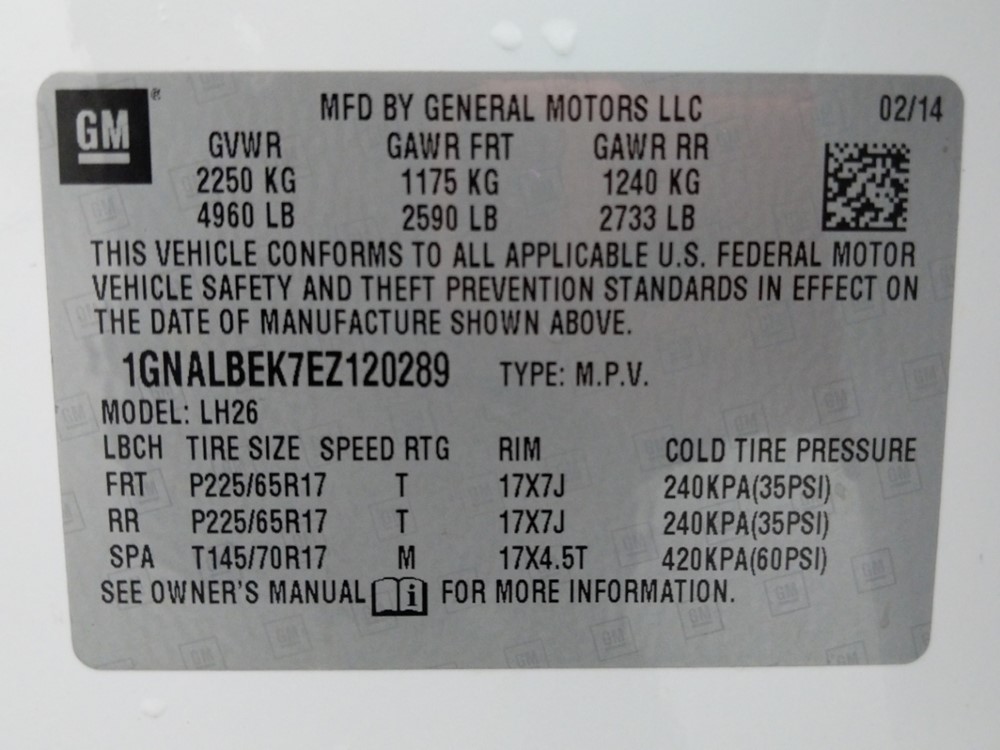 GM ®
MFD BY GENERAL MOTORS LLC 02/14
GVWR GAWR FRT GAWR RR
2250 KG 1175 KG 1240 KG
4960 LB 2590 LB 2733 LB
THIS VEHICLE CONFORMS TO ALL APPLICABLE U.S. FEDERAL MOTOR
VEHICLE SAFETY AND THEFT PREVENTION STANDARDS IN EFFECT ON
THE DATE OF MANUFACTURE SHOWN ABOVE.
1GNALBEK7EZ120289 TYPE: M.P.V.
MODEL: LH26
LBCH TIRE SIZE SPEED RTG RIM COLD TIRE PRESSURE
FRT P225/65R17 T 17X7J 240KPA(35PSI)
RR P225/65R17 T 17X7J 240KPA(35PSI)
SPA T145/70R17 M 17X4.5T 420KPA(60PSI)
SEE OWNER'S MANUAL i FOR MORE INFORMATION.